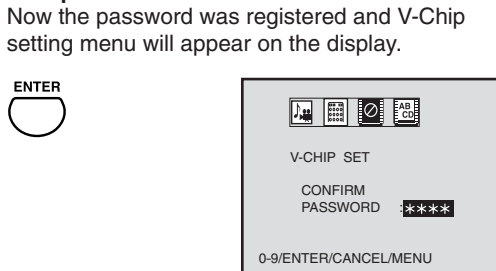 Now the password was registered and V-Chip
setting menu will appear on the display.
ENTER
AB
CD
V-CHIP SET
CONFIRM
PASSWORD :****
0-9/ENTER/CANCEL/MENU